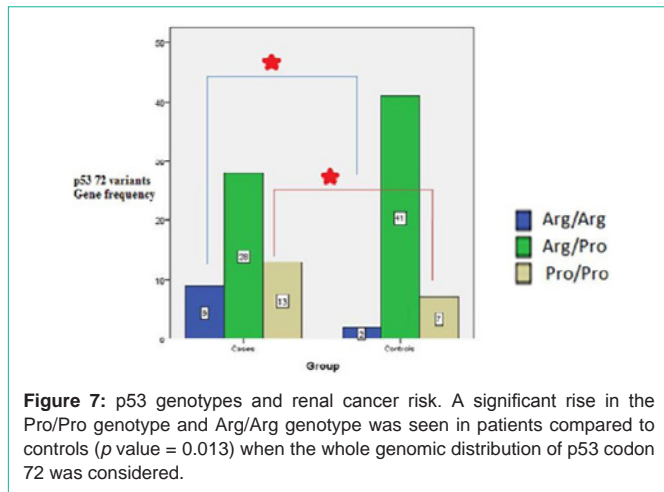 50
40
30
20
10
0
p53 72 variants
Gene frequency
9
28
13
2
41
7
Cases
Controls
Group
Arg/Arg
Arg/Pro
Pro/Pro
Figure 7: p53 genotypes and renal cancer risk. A significant rise in the
Pro/Pro genotype and Arg/Arg genotype was seen in patients compared to
controls (p value = 0.013) when the whole genomic distribution of p53 codon
72 was considered.